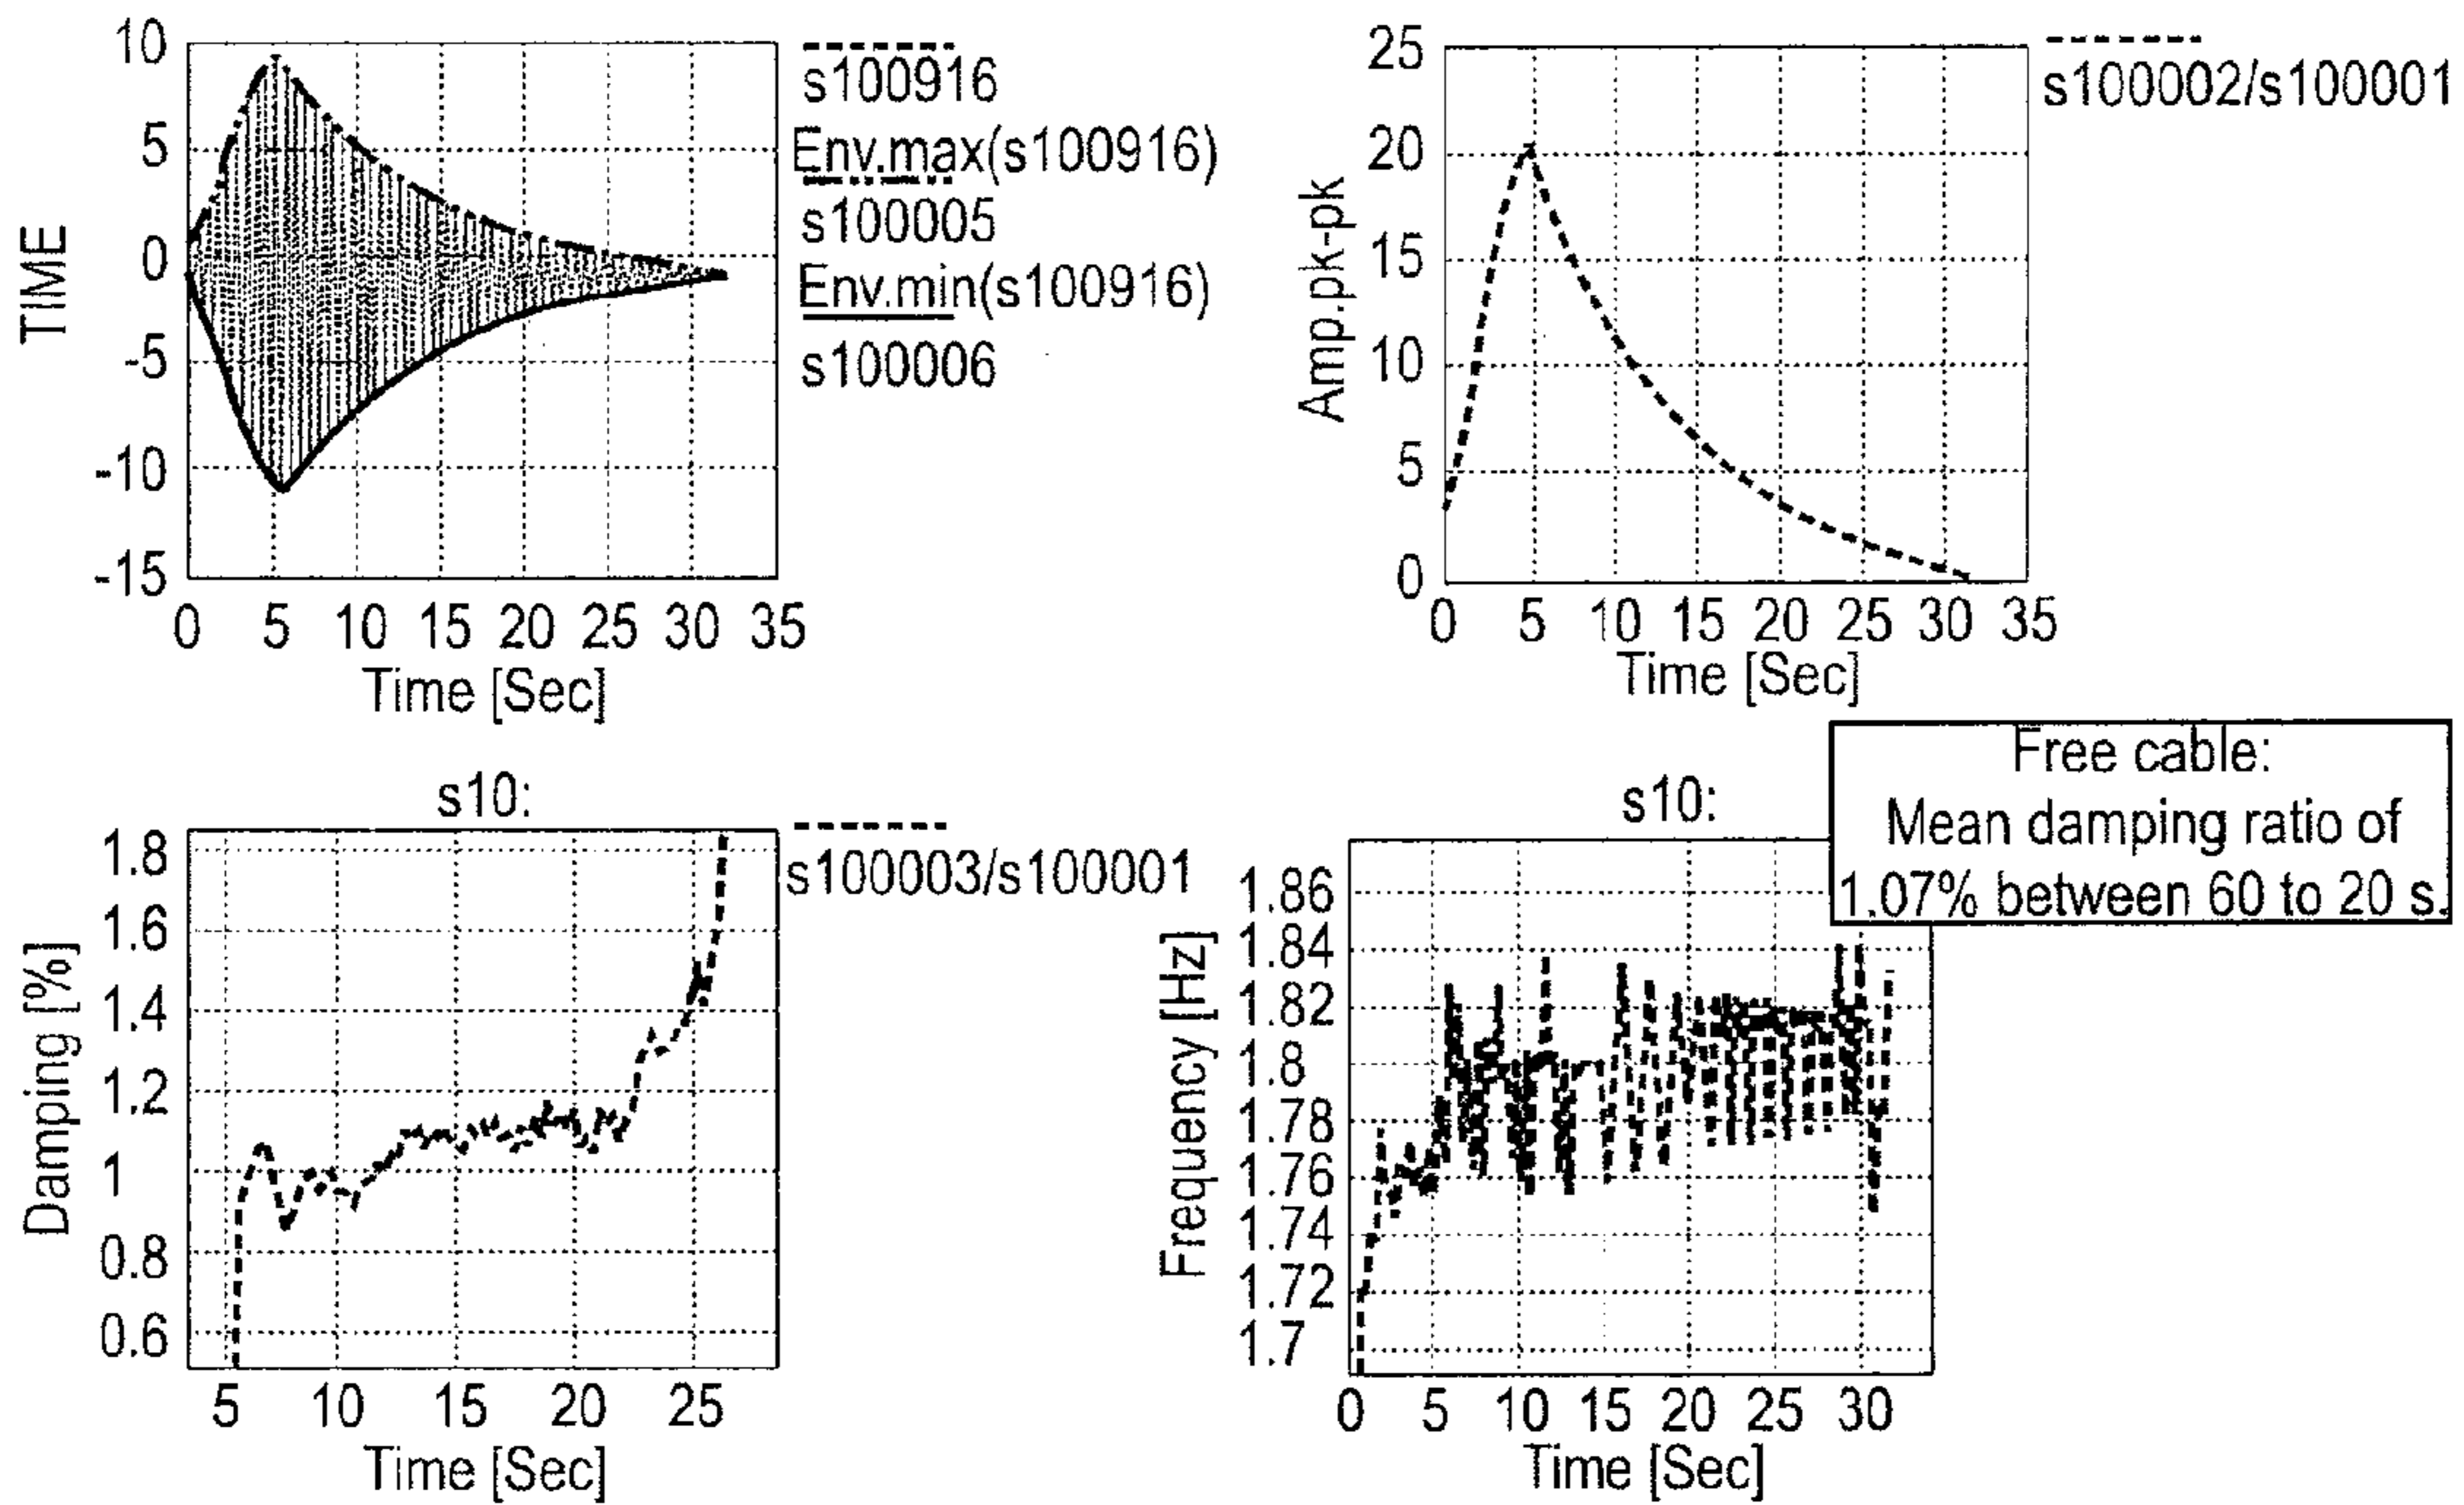 10
5
0
-5
-10
-15
TIME
0 5 10 15 20 25 30 35
Time [Sec]
s100916
Env.max(s100916)
s100005
Env.min(s100916)
s100006
25
20
15
10
5
0
Amp.pk-pk
0 5 10 15 20 25 30 35
Time [Sec]
s100002/s100001
s10:
1.8
1.6
1.4
1.2
1
0.8
0.6
Damping [%]
5 10 15 20 25
Time [Sec]
s100003/s100001
s10:
Free cable:
Mean damping ratio of
1.07% between 60 to 20 s.
1.86
1.84
1.82
1.8
1.78
1.76
1.74
1.72
1.7
Frequency [Hz]
0 5 10 15 20 25 30
Time [Sec]